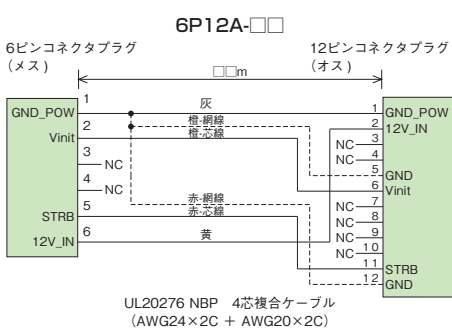 6P12A-□□
6ピンコネクタプラグ
（メス）
12ピンコネクタプラグ
（オス）
□□m
GND_POW
1
灰
1
GND_POW
橙-網線
2
12V_IN
Vinit
2
橙-芯線
NC
3
3
NC
NC
4
5
GND
4
NC
6
Vinit
NC
7
赤-網線
STRB
5
赤-芯線
NC
8
NC
9
12V_IN
6
黄
NC
10
11
STRB
12
GND
UL20276 NBP 4芯複合ケーブル
（AWG24×2C + AWG20×2C）